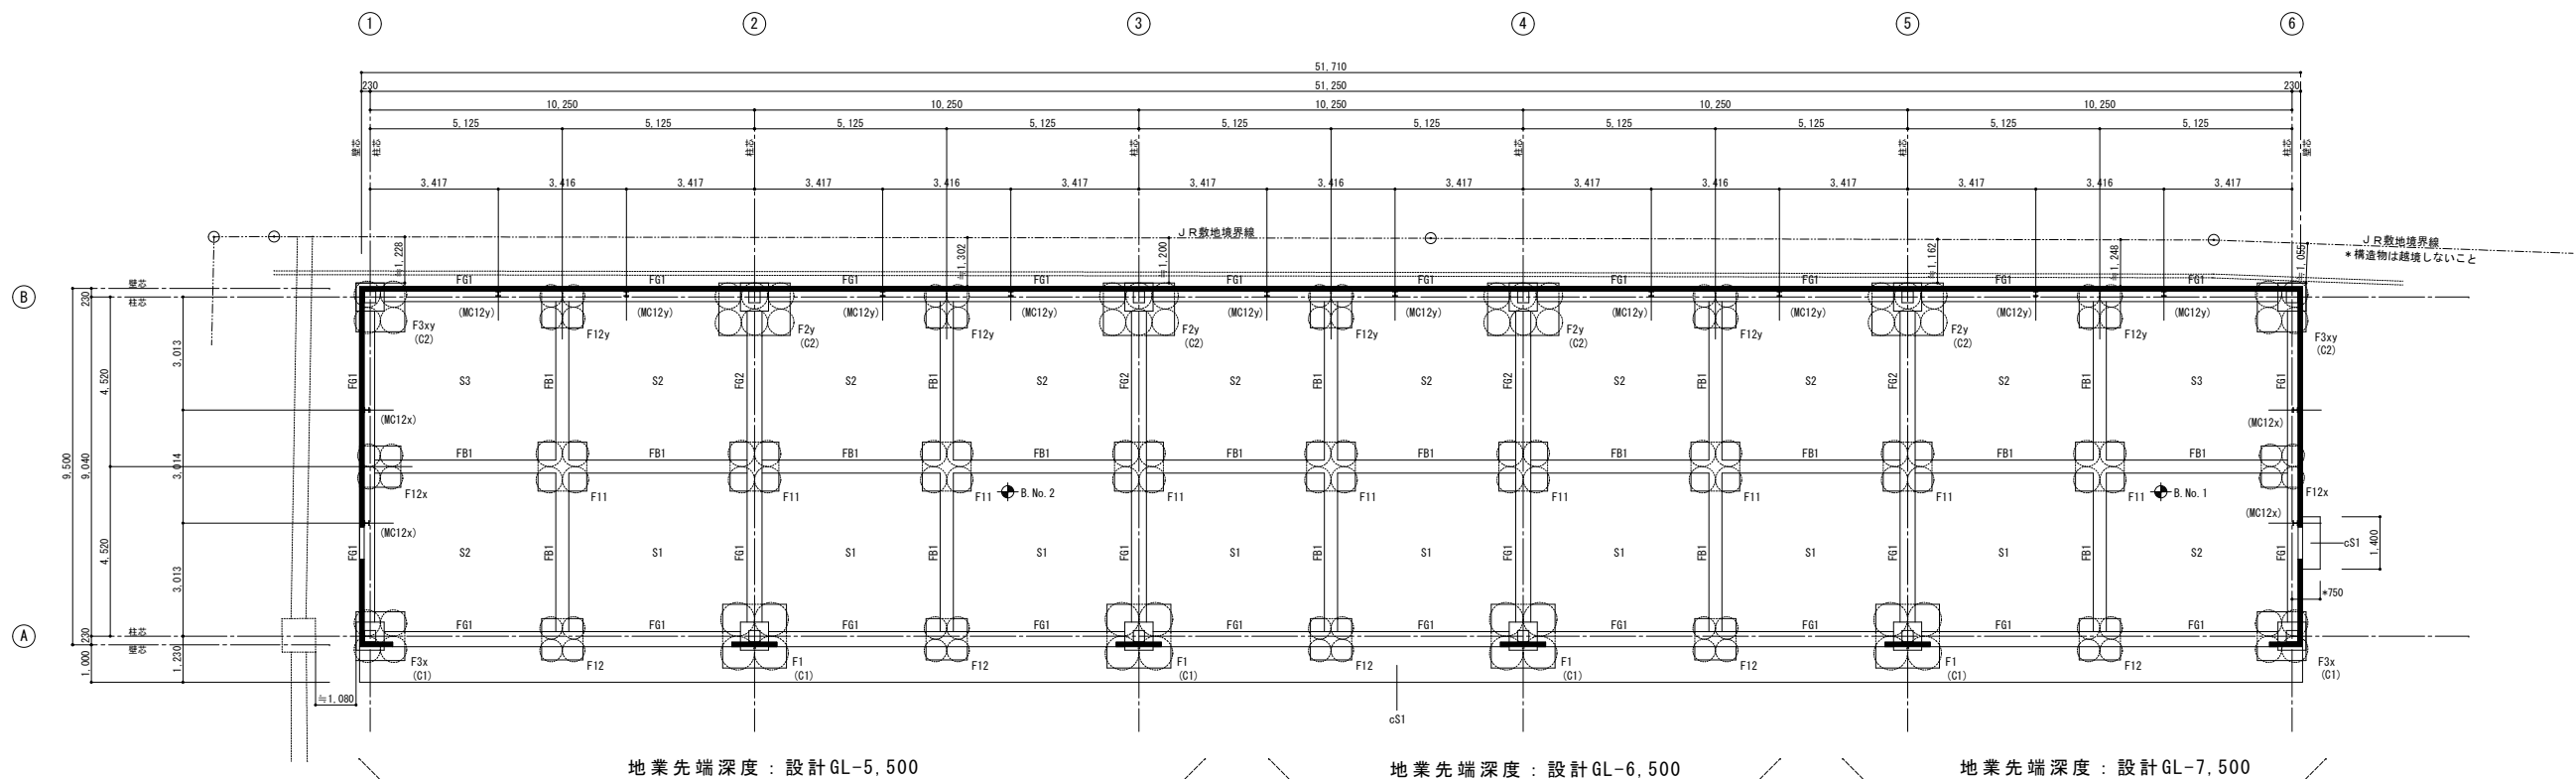 1 2 3 4 5 6
51,710
230 51,250 230
10,250 10,250 10,250 10,250 10,250
5,125 5,125 5,125 5,125 5,125 5,125 5,125 5,125 5,125 5,125
壁芯 柱芯 柱芯 柱芯 柱芯 柱芯 柱芯 壁芯
3,417 3,416 3,417 3,417 3,416 3,417 3,417 3,416 3,417 3,417 3,416 3,417 3,417 3,416 3,417
JR敷地境界線 JR敷地境界線
*構造物は越境しないこと
≒1,228 ≒1,302 ≒1,200 ≒1,162 ≒1,248 ≒1,055
FG1 FG1 FG1 FG1 FG1 FG1 FG1 FG1 FG1 FG1
壁芯
B 230 柱芯
(MC12y) (MC12y) (MC12y) (MC12y) (MC12y) (MC12y) (MC12y) (MC12y) (MC12y) (MC12y)
F3xy F12y F2y F12y F2y F12y F2y F12y F2y F12y F3xy
(C2) (C2) (C2) (C2) (C2) (C2)
3,013
FG1 S3 FB1 S2 FG2 S2 FB1 S2 FG2 S2 FB1 S2 FG2 S2 FB1 S2 FG2 S2 FB1 S3 FG1
4,520
(MC12x) (MC12x)
FB1 FB1 FB1 FB1 FB1 FB1 FB1 FB1 FB1 FB1
9,500 9,040 3,014
F12x F11 F11 F11 B.No.2 F11 F11 F11 F11 F11 F11 B.No.1 F12x
(MC12x) (MC12x)
4,520
FG1 S2 FB1 S1 FG1 S1 FB1 S1 FG1 S1 FB1 S1 FG1 S1 FB1 S1 FG1 S1 FB1 S2 FG1
cS1 1,400
3,013
*750
FG1 FG1 FG1 FG1 FG1 FG1 FG1 FG1 FG1 FG1
A 230 柱芯
壁芯
1,000 1,230
F3x F12 F1 F12 F1 F12 F1 F12 F1 F12 F3x
(C1) (C1) (C1) (C1) (C1) (C1)
≒1,080
cS1
地業先端深度：設計GL-5,500 地業先端深度：設計GL-6,500 地業先端深度：設計GL-7,500